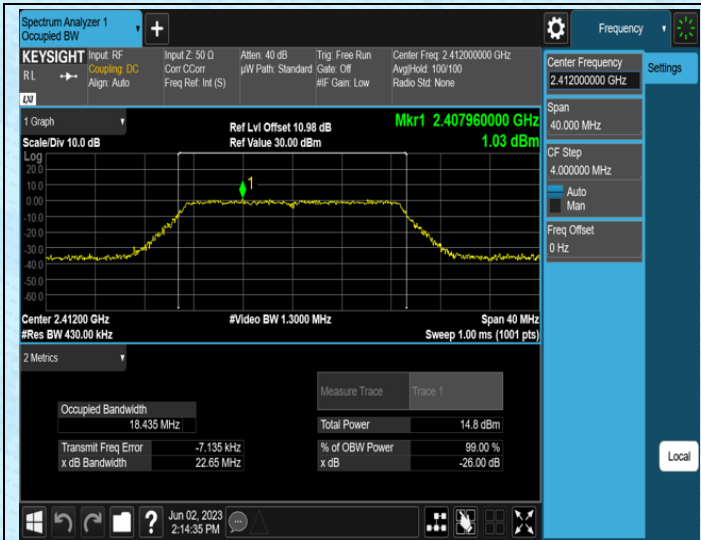 Spectrum Analyzer 1
Occupied BW
Frequency
KEYSIGHT
RL
LXI
Input: RF
Coupling: DC
Align: Auto
Input Z: 50 Ω
Corr CCorr
Freq Ref: Int (S)
Atten: 40 dB
µW Path: Standard
Trig: Free Run
Gate: Off
#IF Gain: Low
Center Freq: 2.412000000 GHz
Avg|Hold: 100/100
Radio Std: None
Center Frequency
2.412000000 GHz
Settings
Span
40.000 MHz
CF Step
4.000000 MHz
Auto
Man
Freq Offset
0 Hz
Local
1 Graph
Scale/Div 10.0 dB
Ref Lvl Offset 10.98 dB
Ref Value 30.00 dBm
Mkr1 2.407960000 GHz
1.03 dBm
Log
20.0
10.0
0.00
-10.0
-20.0
-30.0
-40.0
-50.0
-60.0
1
Center 2.41200 GHz
#Res BW 430.00 kHz
#Video BW 1.3000 MHz
Span 40 MHz
Sweep 1.00 ms (1001 pts)
2 Metrics
Measure Trace Trace 1
Occupied Bandwidth
18.435 MHz
Total Power 14.8 dBm
Transmit Freq Error -7.135 kHz
% of OBW Power 99.00 %
x dB Bandwidth 22.65 MHz
x dB -26.00 dB
Jun 02, 2023
2:14:35 PM